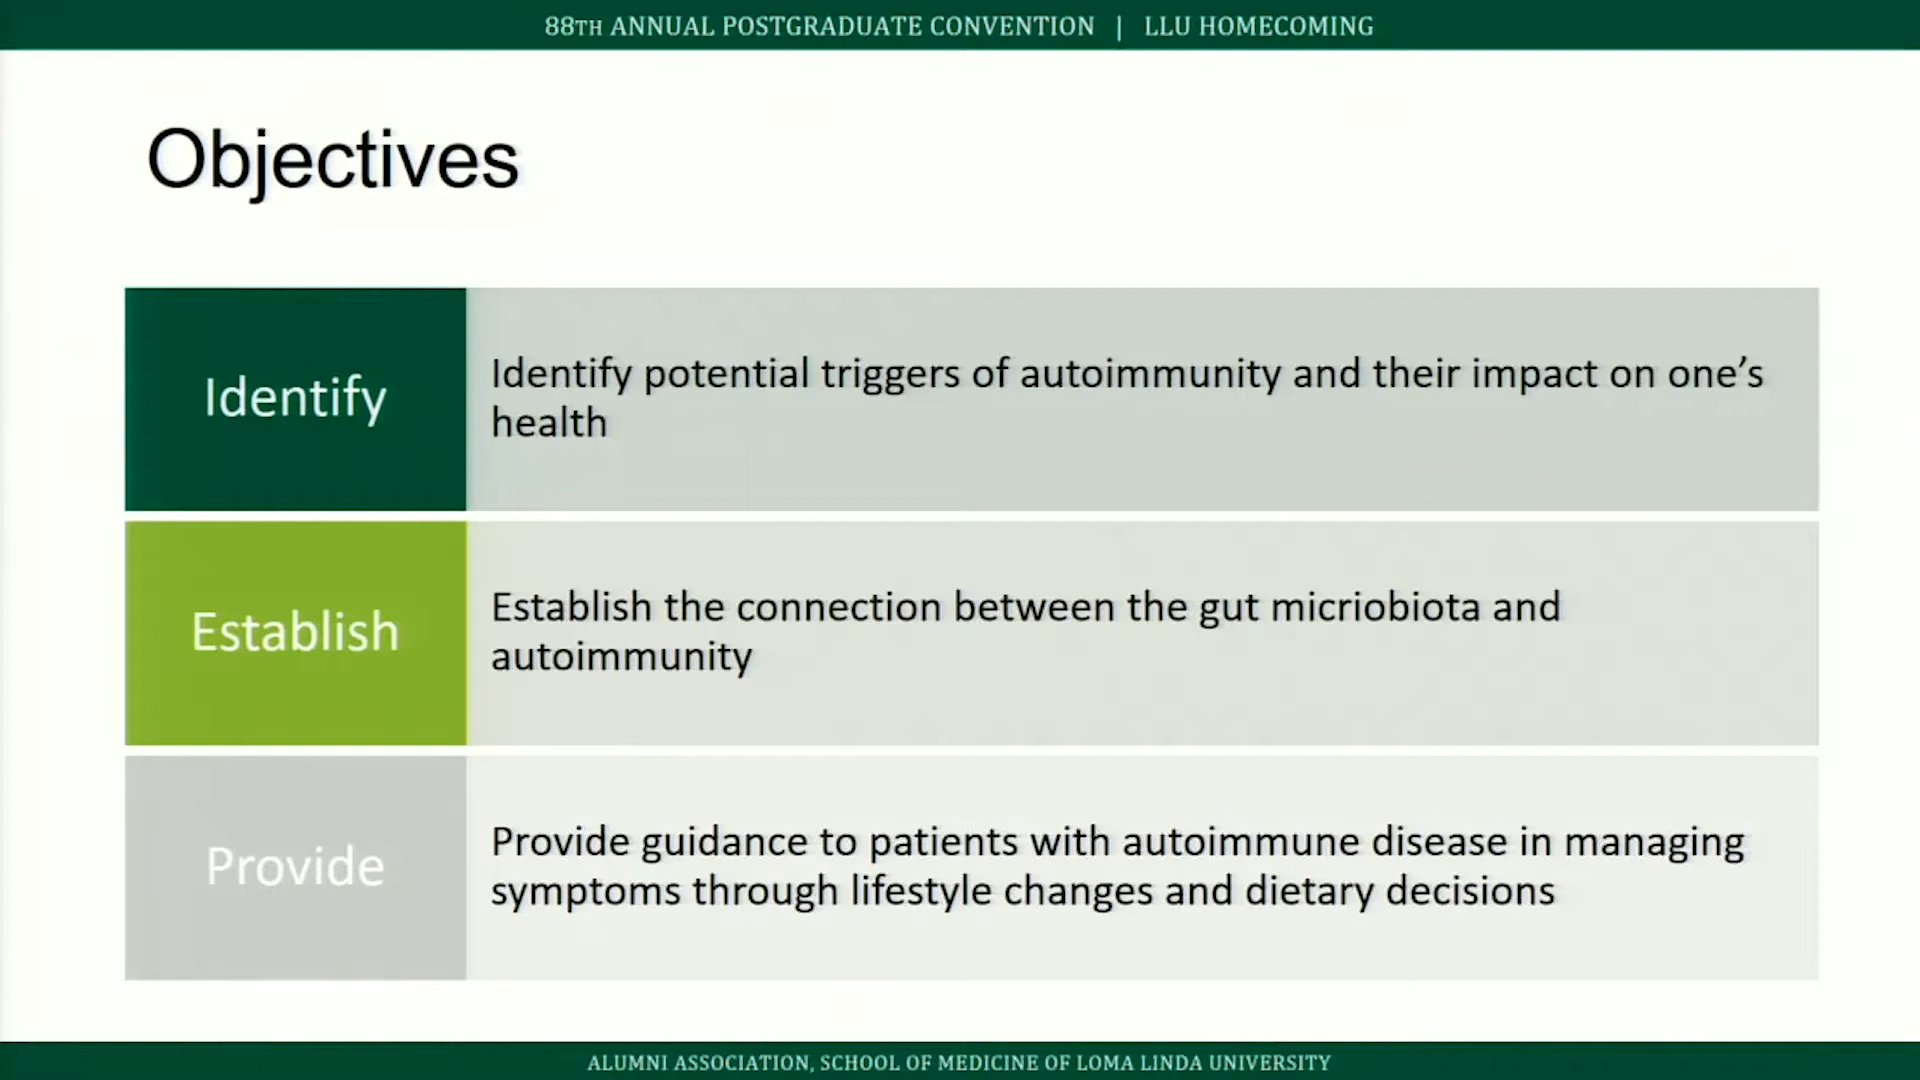 88TH ANNUAL POSTGRADUATE CONVENTION | LLU HOMECOMING
Objectives
Identify
Identify potential triggers of autoimmunity and their impact on one’s
health
Establish
Establish the connection between the gut micriobiota and
autoimmunity
Provide
Provide guidance to patients with autoimmune disease in managing
symptoms through lifestyle changes and dietary decisions
ALUMNI ASSOCIATION, SCHOOL OF MEDICINE OF LOMA LINDA UNIVERSITY